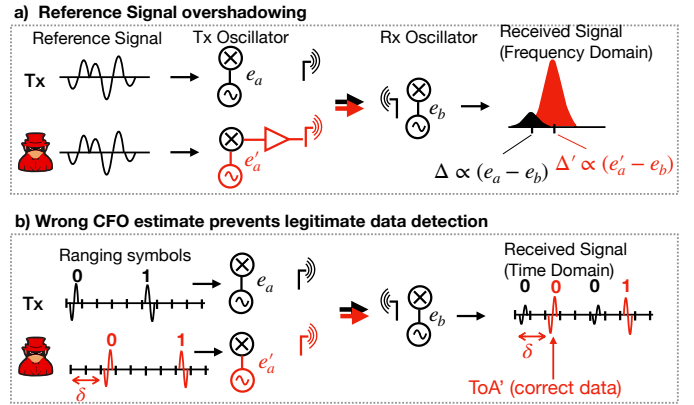 a) Reference Signal overshadowing
Reference Signal
Tx Oscillator
Rx Oscillator
Received Signal
(Frequency Domain)
Tx
e_a
e_b
e'_a
Δ ∝ (e_a − e_b)
Δ′ ∝ (e'_a − e_b)
b) Wrong CFO estimate prevents legitimate data detection
Ranging symbols
Received Signal
(Time Domain)
0 1
Tx
e_a
e_b
0 0 0 1
0 1
e'_a
δ
δ
ToA' (correct data)